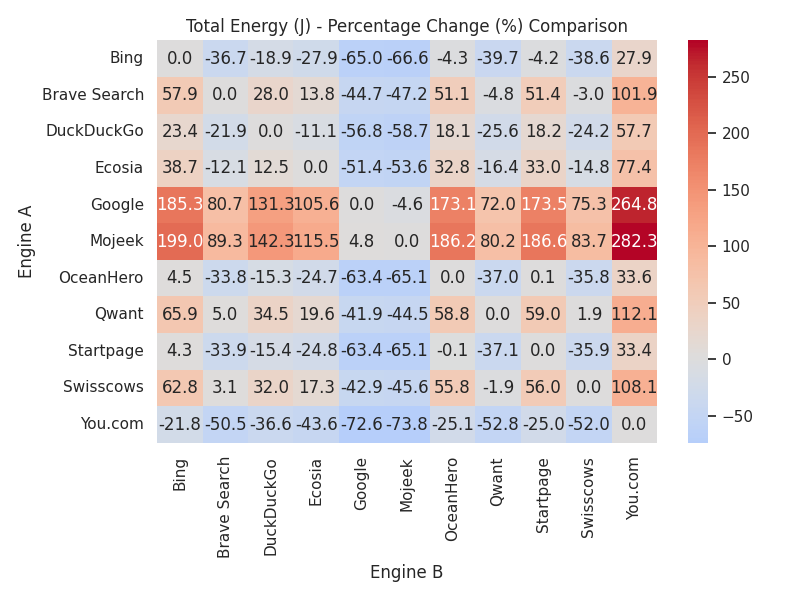 Total Energy (J) - Percentage Change (%) Comparison
Engine A
Bing 0.0 -36.7 -18.9 -27.9 -65.0 -66.6 -4.3 -39.7 -4.2 -38.6 27.9
Brave Search 57.9 0.0 28.0 13.8 -44.7 -47.2 51.1 -4.8 51.4 -3.0 101.9
DuckDuckGo 23.4 -21.9 0.0 -11.1 -56.8 -58.7 18.1 -25.6 18.2 -24.2 57.7
Ecosia 38.7 -12.1 12.5 0.0 -51.4 -53.6 32.8 -16.4 33.0 -14.8 77.4
Google 185.3 80.7 131.3 105.6 0.0 -4.6 173.1 72.0 173.5 75.3 264.8
Mojeek 199.0 89.3 142.3 115.5 4.8 0.0 186.2 80.2 186.6 83.7 282.3
OceanHero 4.5 -33.8 -15.3 -24.7 -63.4 -65.1 0.0 -37.0 0.1 -35.8 33.6
Qwant 65.9 5.0 34.5 19.6 -41.9 -44.5 58.8 0.0 59.0 1.9 112.1
Startpage 4.3 -33.9 -15.4 -24.8 -63.4 -65.1 -0.1 -37.1 0.0 -35.9 33.4
Swisscows 62.8 3.1 32.0 17.3 -42.9 -45.6 55.8 -1.9 56.0 0.0 108.1
You.com -21.8 -50.5 -36.6 -43.6 -72.6 -73.8 -25.1 -52.8 -25.0 -52.0 0.0
Bing Brave Search DuckDuckGo Ecosia Google Mojeek OceanHero Qwant Startpage Swisscows You.com
Engine B
250
200
150
100
50
0
−50